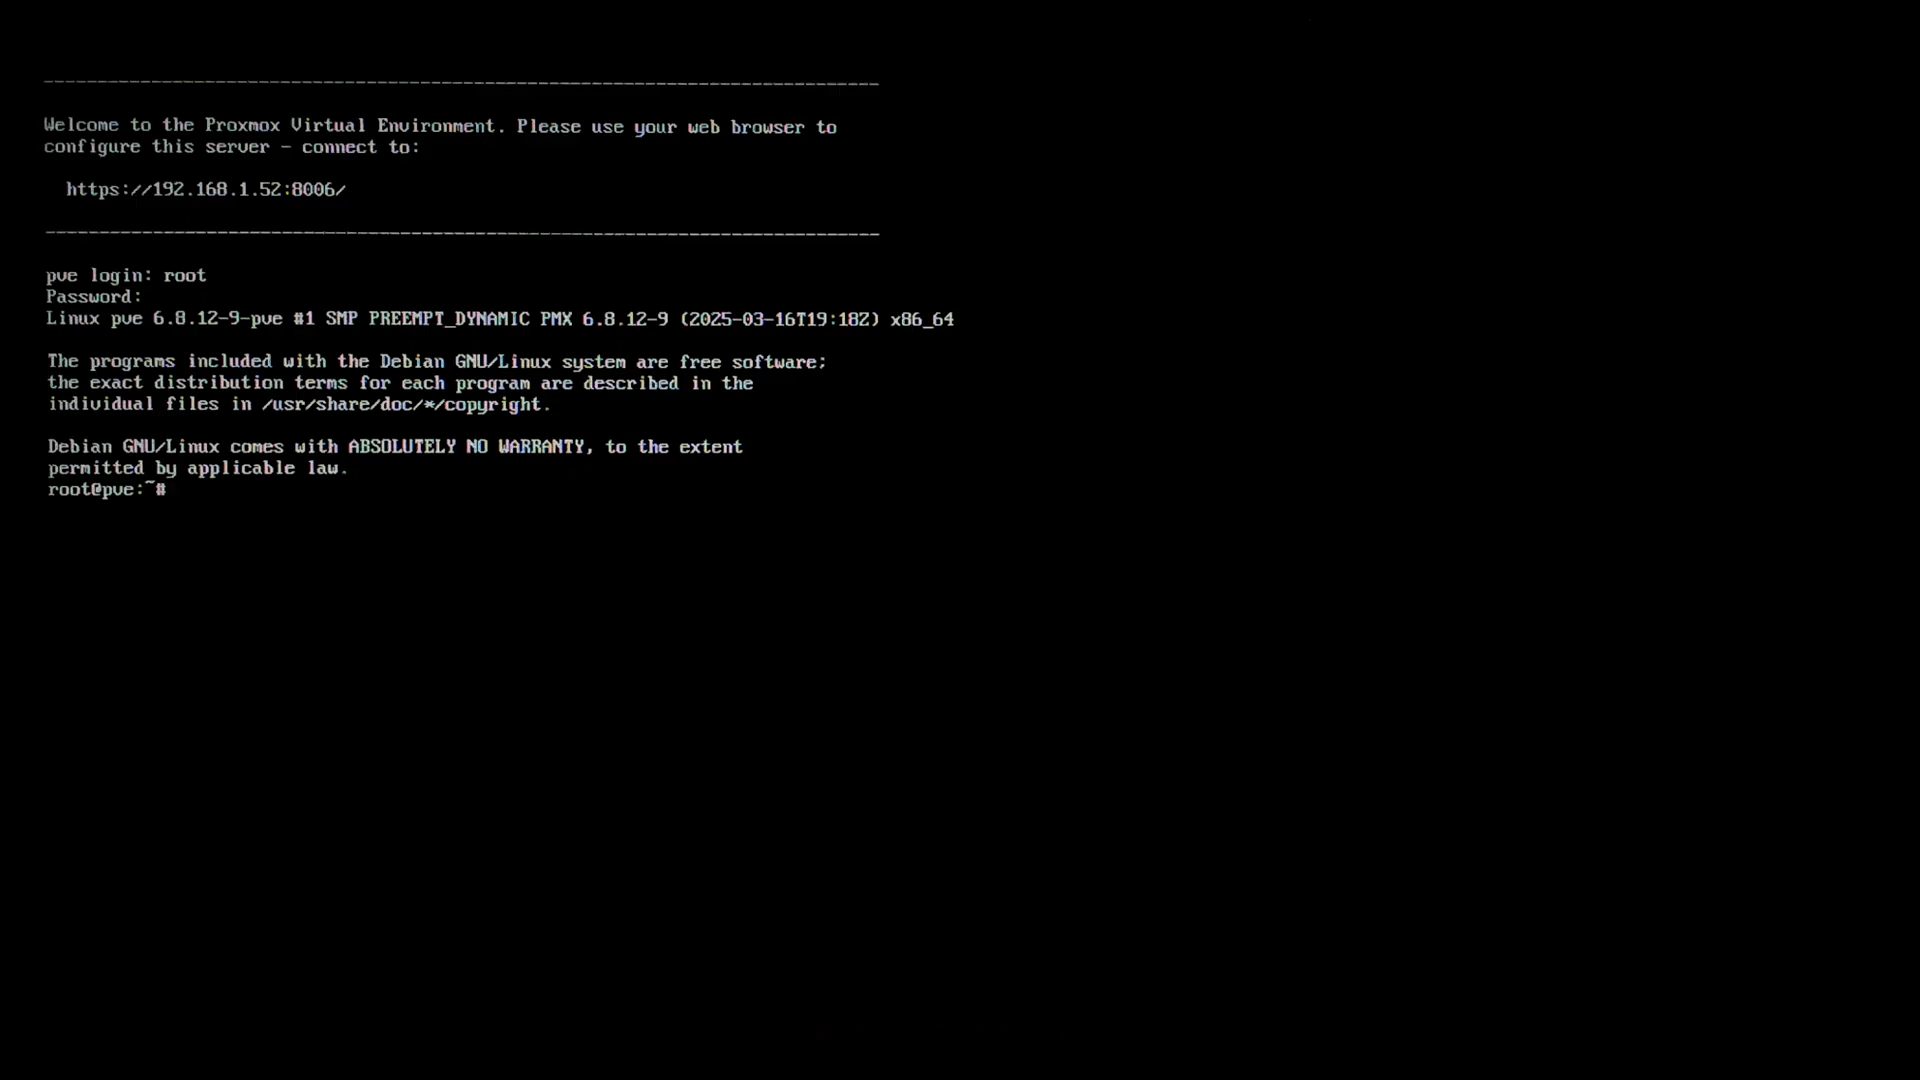 ------------------------------------------------------------------------------
Welcome to the Proxmox Virtual Environment. Please use your web browser to
configure this server - connect to:
https://192.168.1.52:8006/
------------------------------------------------------------------------------
pve login: root
Password:
Linux pve 6.8.12-9-pve #1 SMP PREEMPT_DYNAMIC PMX 6.8.12-9 (2025-03-16T19:18Z) x86_64
The programs included with the Debian GNU/Linux system are free software;
the exact distribution terms for each program are described in the
individual files in /usr/share/doc/*/copyright.
Debian GNU/Linux comes with ABSOLUTELY NO WARRANTY, to the extent
permitted by applicable law.
root@pve:~#